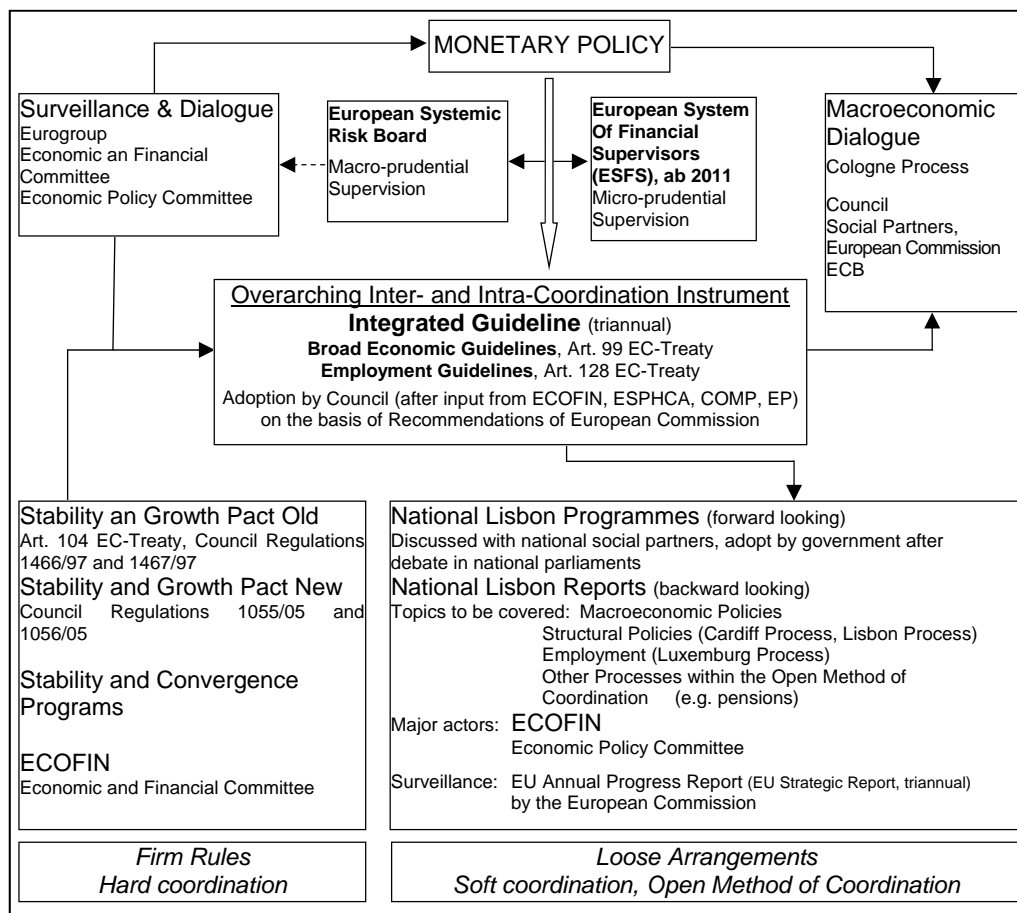 MONETARY POLICY
Surveillance & Dialogue
Eurogroup
Economic an Financial
Committee
Economic Policy Committee
European Systemic
Risk Board
Macro-prudential
Supervision
European System
Of Financial
Supervisors
(ESFS), ab 2011
Micro-prudential
Supervision
Macroeconomic
Dialogue
Cologne Process
Council
Social Partners,
European Commission
ECB
Overarching Inter- and Intra-Coordination Instrument
Integrated Guideline (triannual)
Broad Economic Guidelines, Art. 99 EC-Treaty
Employment Guidelines, Art. 128 EC-Treaty
Adoption by Council (after input from ECOFIN, ESPHCA, COMP, EP)
on the basis of Recommendations of European Commission
Stability an Growth Pact Old
Art. 104 EC-Treaty, Council Regulations
1466/97 and 1467/97
Stability and Growth Pact New
Council Regulations 1055/05 and
1056/05
Stability and Convergence
Programs
ECOFIN
Economic and Financial Committee
National Lisbon Programmes (forward looking)
Discussed with national social partners, adopt by government after
debate in national parliaments
National Lisbon Reports (backward looking)
Topics to be covered: Macroeconomic Policies
Structural Policies (Cardiff Process, Lisbon Process)
Employment (Luxemburg Process)
Other Processes within the Open Method of
Coordination (e.g. pensions)
Major actors: ECOFIN
Economic Policy Committee
Surveillance: EU Annual Progress Report (EU Strategic Report, triannual)
by the European Commission
Firm Rules
Hard coordination
Loose Arrangements
Soft coordination, Open Method of Coordination